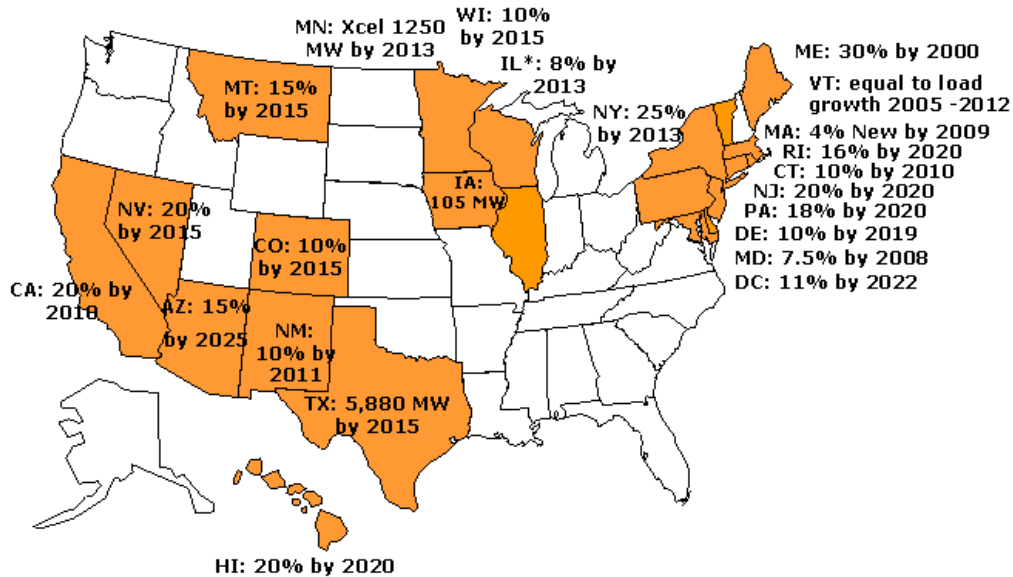 MN: Xcel 1250
MW by 2013
WI: 10%
by 2015
IL*: 8% by
2013
ME: 30% by 2000
VT: equal to load
growth 2005 -2012
MT: 15%
by 2015
NY: 25%
by 2013
MA: 4% New by 2009
RI: 16% by 2020
CT: 10% by 2010
NJ: 20% by 2020
PA: 18% by 2020
DE: 10% by 2019
MD: 7.5% by 2008
DC: 11% by 2022
IA:
105 MW
NV: 20%
by 2015
CO: 10%
by 2015
CA: 20% by
2010
AZ: 15%
by 2025
NM:
10% by
2011
TX: 5,880 MW
by 2015
HI: 20% by 2020